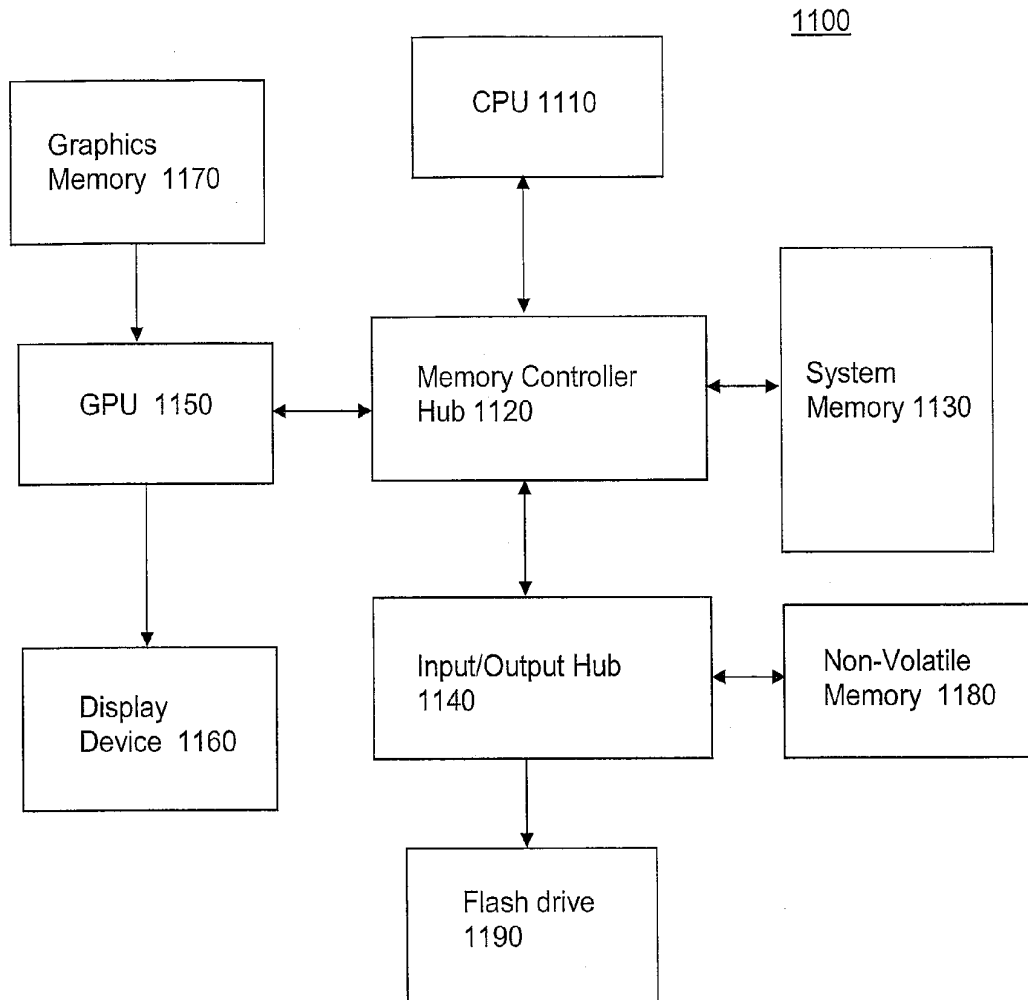 1100
CPU 1110
Graphics
Memory 1170
GPU 1150
Memory Controller
Hub 1120
System
Memory 1130
Display
Device 1160
Input/Output Hub
1140
Non-Volatile
Memory 1180
Flash drive
1190